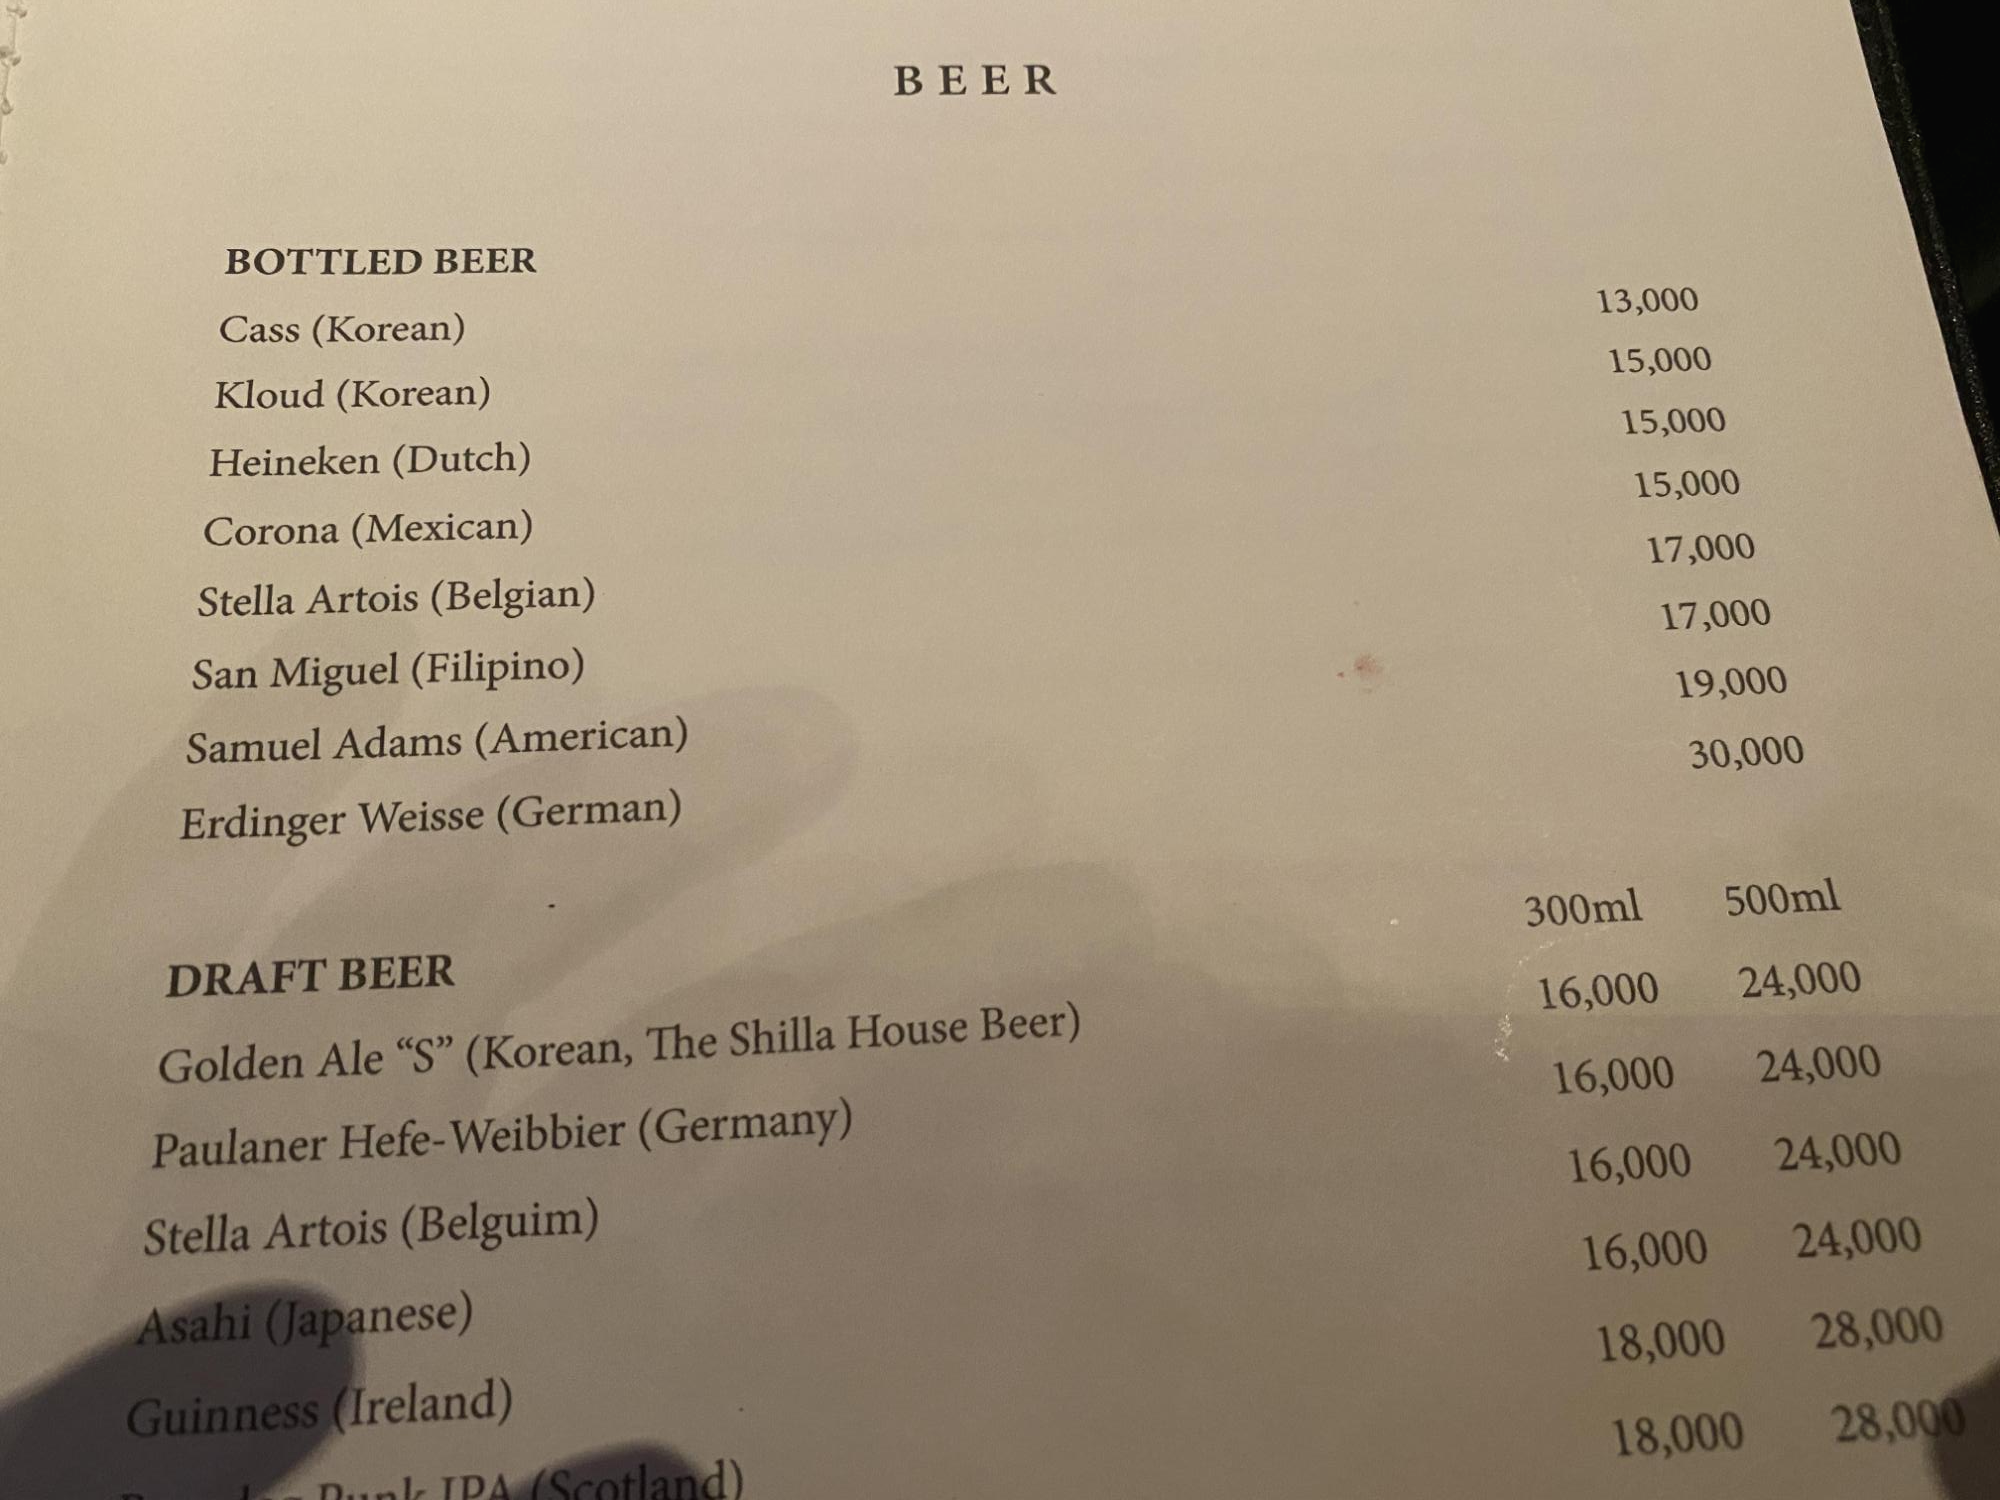 BEER
BOTTLED BEER
Cass (Korean) 13,000
Kloud (Korean) 15,000
Heineken (Dutch) 15,000
Corona (Mexican) 15,000
Stella Artois (Belgian) 17,000
San Miguel (Filipino) 17,000
Samuel Adams (American) 19,000
Erdinger Weisse (German) 30,000
DRAFT BEER 300ml 500ml
Golden Ale “S” (Korean, The Shilla House Beer) 16,000 24,000
Paulaner Hefe-Weibbier (Germany) 16,000 24,000
Stella Artois (Belguim) 16,000 24,000
Asahi (Japanese) 16,000 24,000
Guinness (Ireland) 18,000 28,000
Punk IPA (Scotland) 18,000 28,000